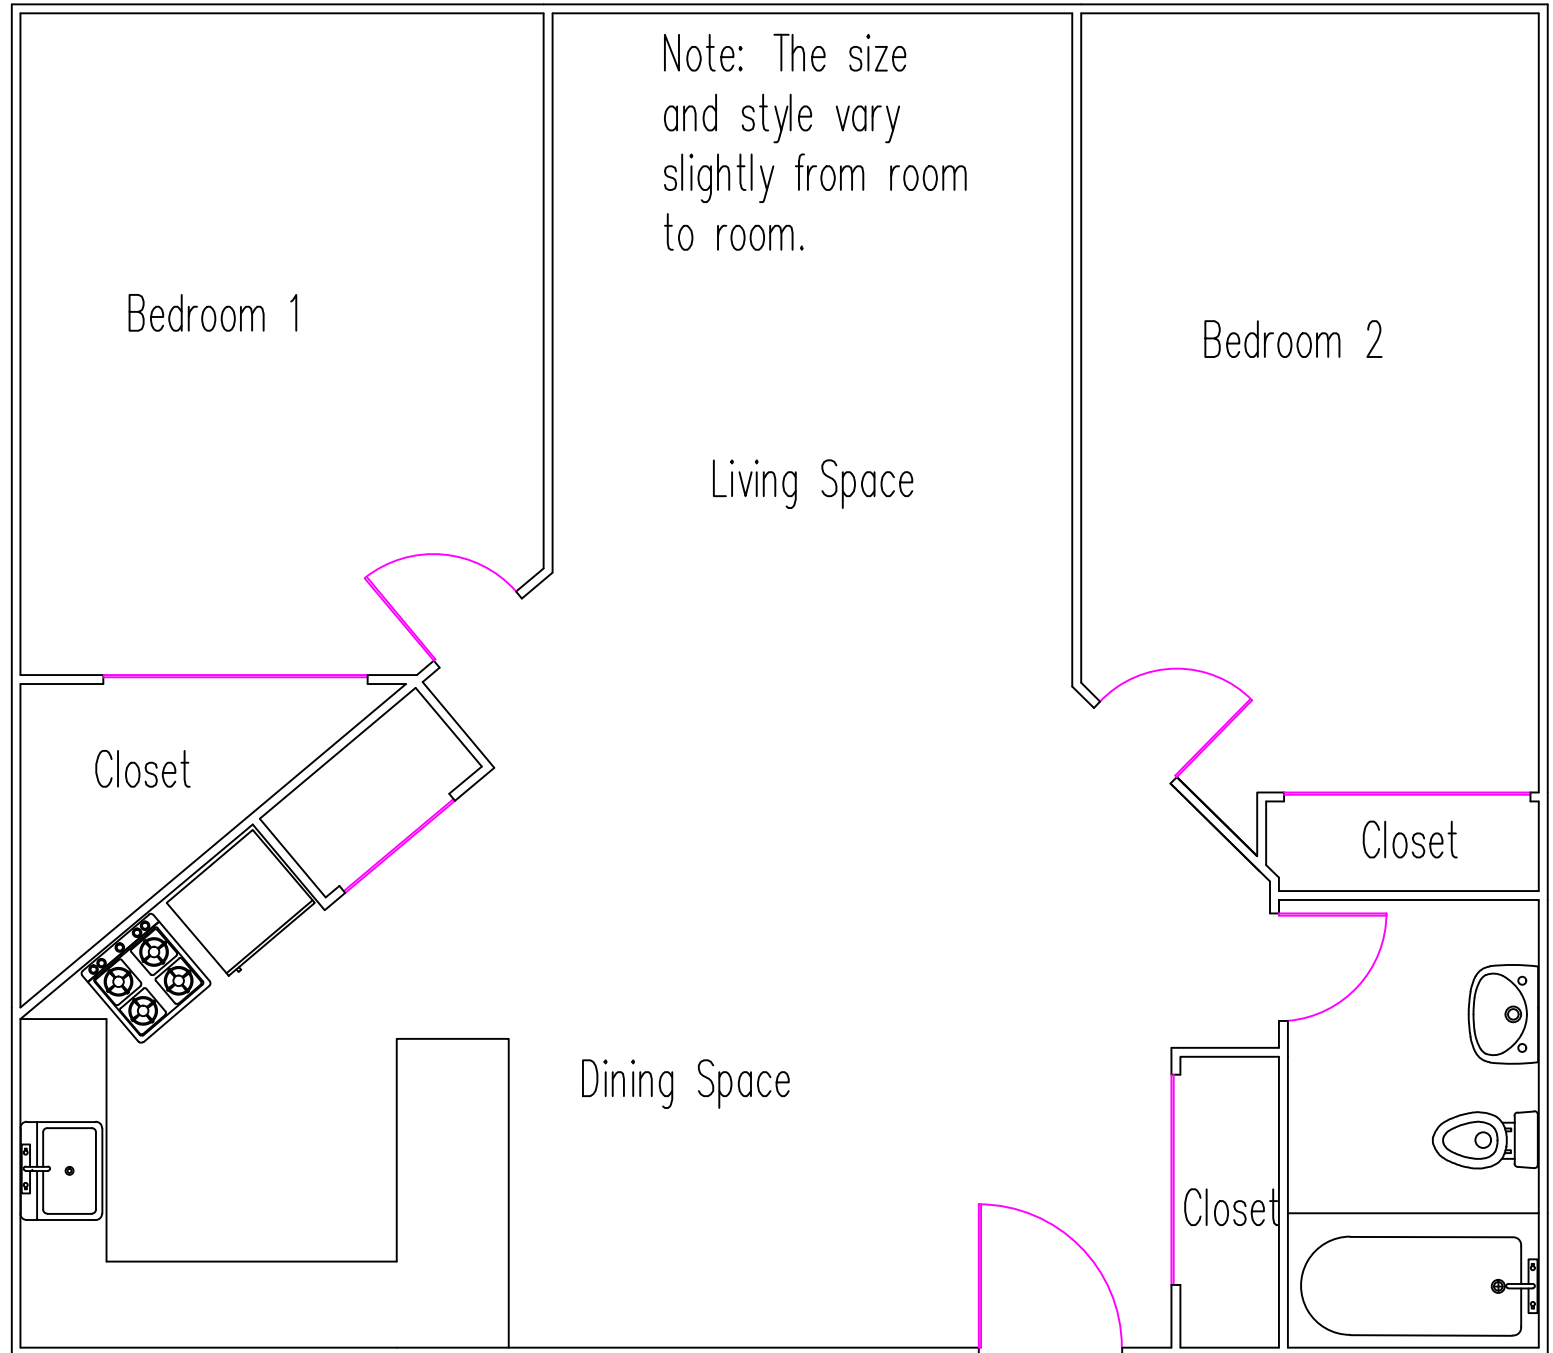 Note: The size
and style vary
slightly from room
to room.
Bedroom 1
Bedroom 2
Living Space
Closet
Closet
Dining Space
Closet